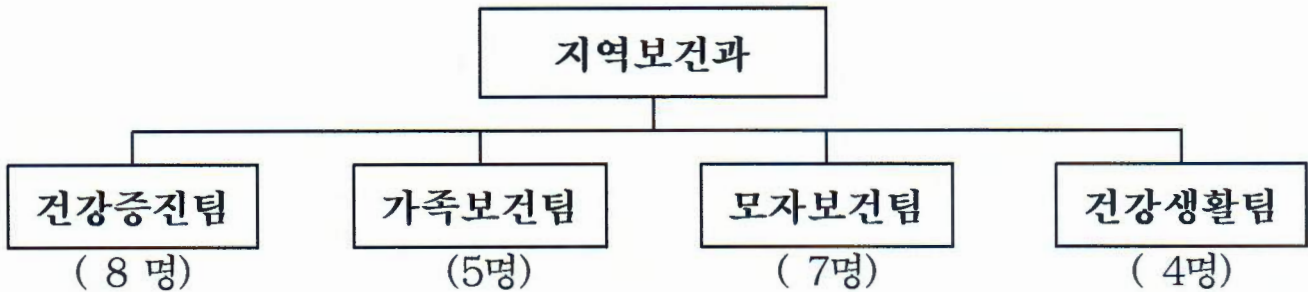 지역보건과
건강증진팀 가족보건팀 모자보건팀 건강생활팀
( 8 명) (5명) ( 7명) ( 4명)